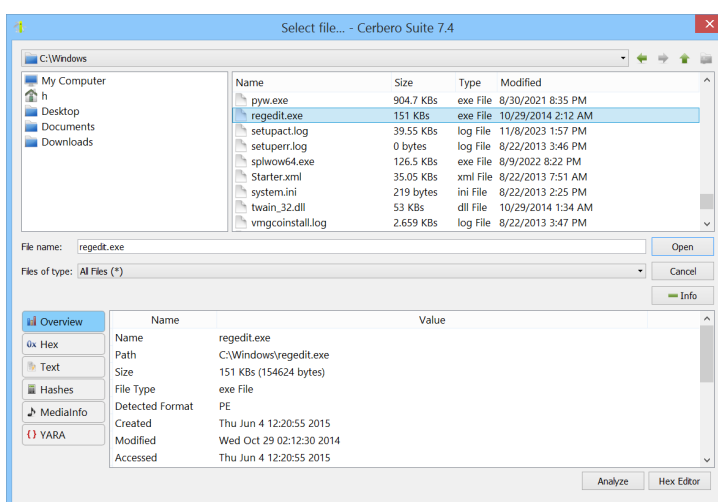 Select file... - Cerbero Suite 7.4
C:\Windows
My Computer
h
Desktop
Documents
Downloads
Name Size Type Modified
pyw.exe 904.7 KBs exe File 8/30/2021 8:35 PM
regedit.exe 151 KBs exe File 10/29/2014 2:12 AM
setupact.log 39.55 KBs log File 11/8/2023 1:57 PM
setuperr.log 0 bytes log File 8/22/2013 3:46 PM
splwow64.exe 126.5 KBs exe File 8/9/2022 8:22 PM
Starter.xml 35.05 KBs xml File 8/22/2013 7:51 AM
system.ini 219 bytes ini File 8/22/2013 2:25 PM
twain_32.dll 53 KBs dll File 10/29/2014 1:34 AM
vmgcoinstall.log 2.659 KBs log File 8/22/2013 3:47 PM
File name: regedit.exe Open
Files of type: All Files (*) Cancel
Info
Overview
0x Hex
Text
Hashes
MediaInfo
{} YARA
Name Value
Name regedit.exe
Path C:\Windows\regedit.exe
Size 151 KBs (154624 bytes)
File Type exe File
Detected Format PE
Created Thu Jun 4 12:20:55 2015
Modified Wed Oct 29 02:12:30 2014
Accessed Thu Jun 4 12:20:55 2015
Analyze Hex Editor